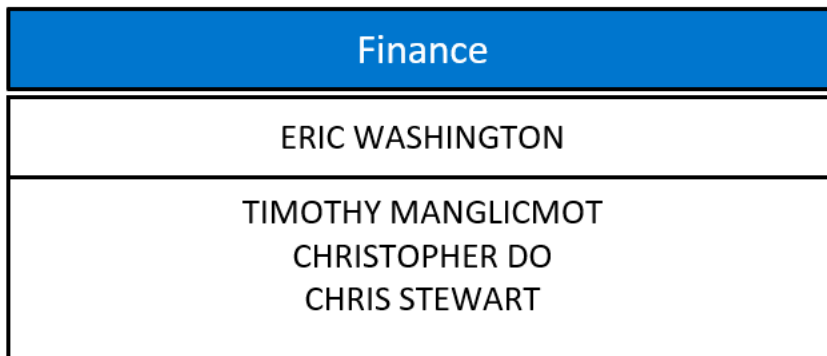 Finance
ERIC WASHINGTON
TIMOTHY MANGLICMOT
CHRISTOPHER DO
CHRIS STEWART